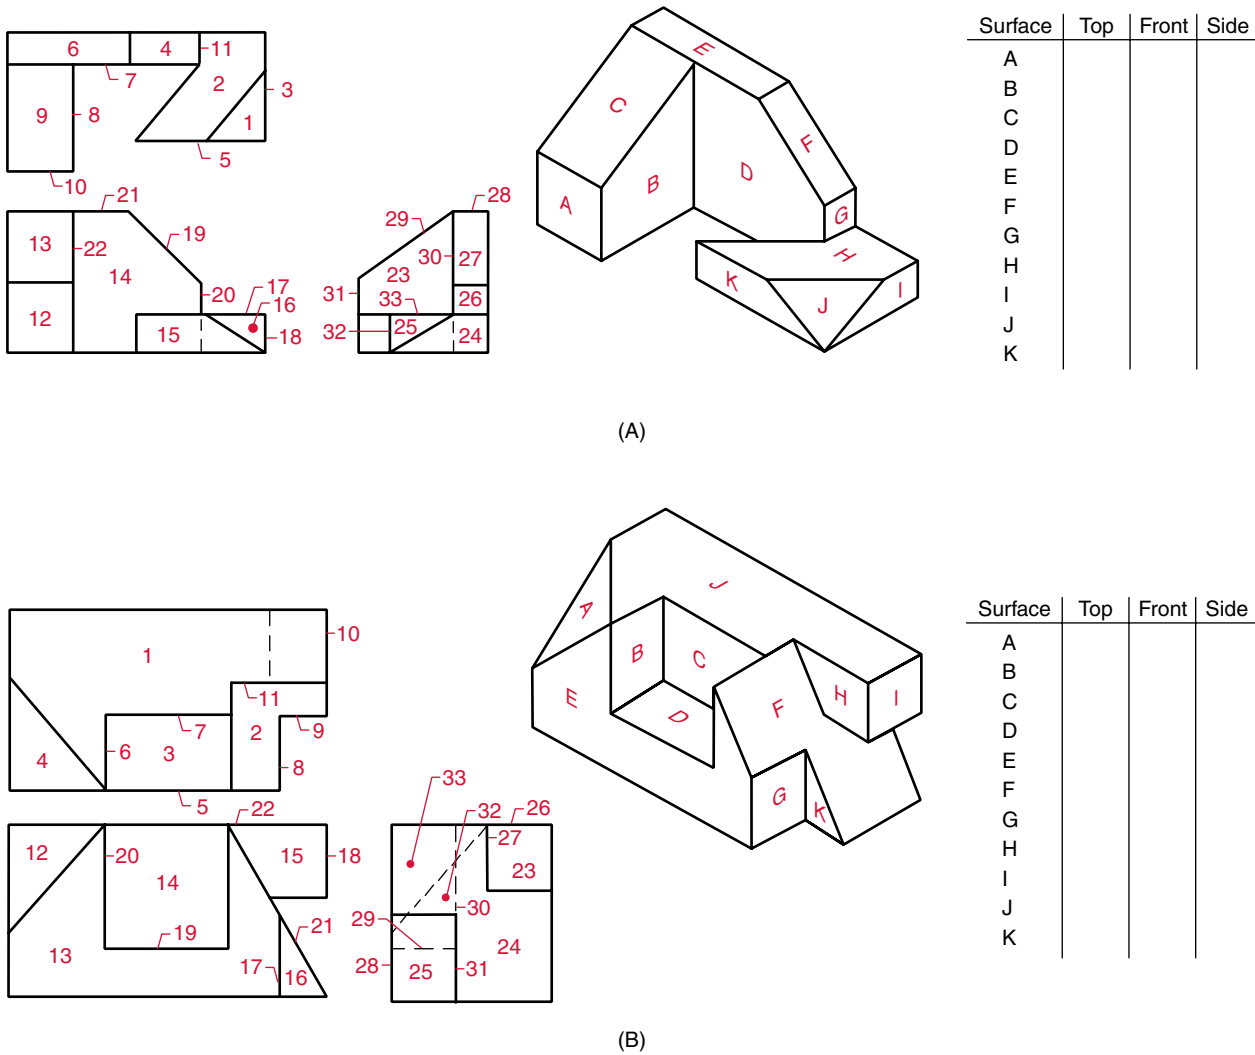 6 4 11
7 2 3
9 8
1
5
10
21
13 22 19
14
20 17
16
12 15 18
28
29
30 27
23
31 33 26
32 25 24
E
C
F
D
B
A G
H
K J I
Surface Top Front Side
A
B
C
D
E
F
G
H
I
J
K
(A)
10
1
11
7 2 9
4 6 3 8
5
22
12 20 15 18
14
19 21
13 17 16
33
32 26
27
23
30
29 24
28 25 31
J
A
B C
E D F H I
G K
Surface Top Front Side
A
B
C
D
E
F
G
H
I
J
K
(B)